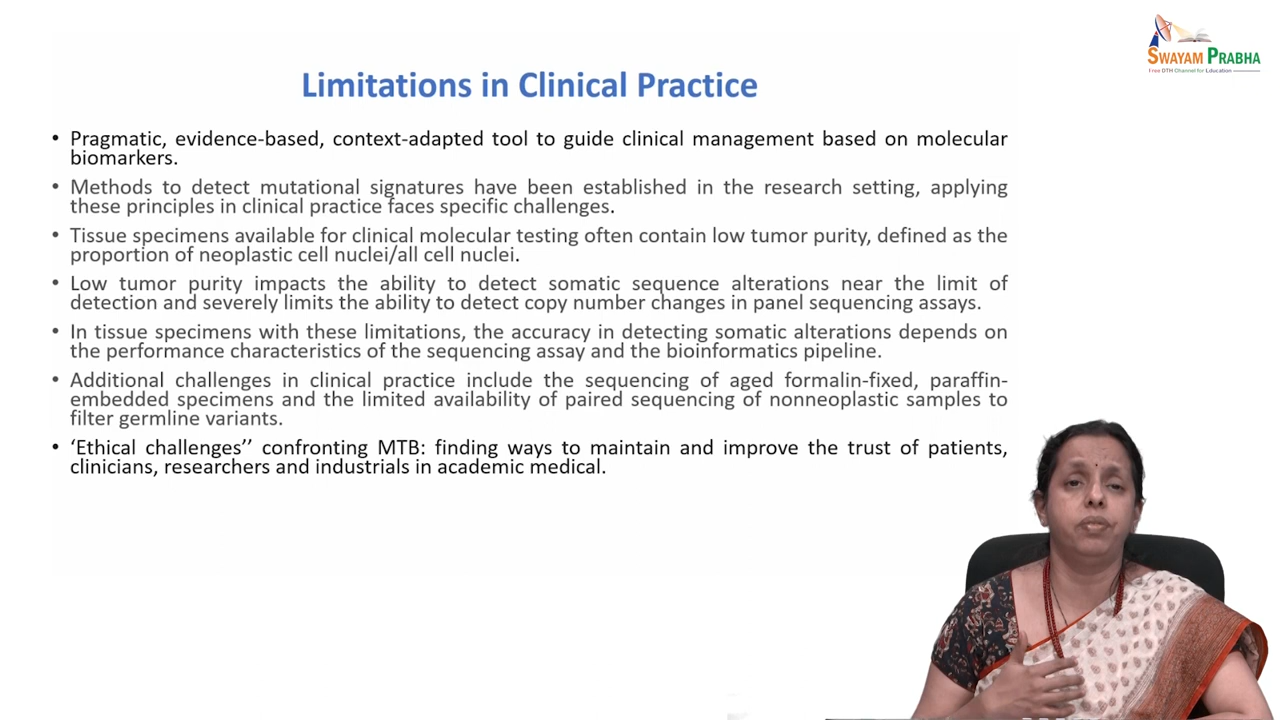 SWAYAM PRABHA
Free DTH Channel for Education
Limitations in Clinical Practice
• Pragmatic, evidence-based, context-adapted tool to guide clinical management based on molecular
biomarkers.
• Methods to detect mutational signatures have been established in the research setting, applying
these principles in clinical practice faces specific challenges.
• Tissue specimens available for clinical molecular testing often contain low tumor purity, defined as the
proportion of neoplastic cell nuclei/all cell nuclei.
• Low tumor purity impacts the ability to detect somatic sequence alterations near the limit of
detection and severely limits the ability to detect copy number changes in panel sequencing assays.
• In tissue specimens with these limitations, the accuracy in detecting somatic alterations depends on
the performance characteristics of the sequencing assay and the bioinformatics pipeline.
• Additional challenges in clinical practice include the sequencing of aged formalin-fixed, paraffin-
embedded specimens and the limited availability of paired sequencing of nonneoplastic samples to
filter germline variants.
• ‘Ethical challenges’’ confronting MTB: finding ways to maintain and improve the trust of patients,
clinicians, researchers and industrials in academic medical.